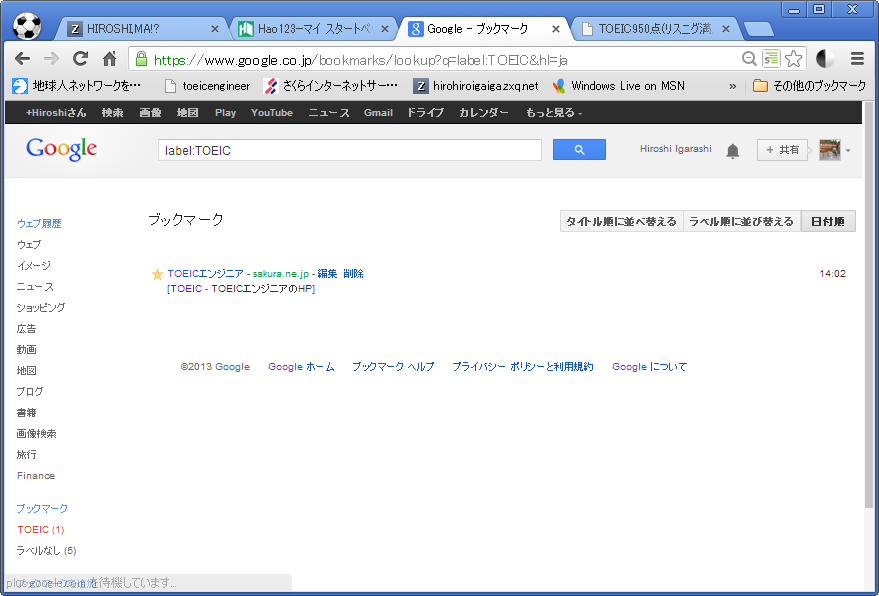 HIROSHI,MA!?
Hao123-マイ スタートペ
Google - ブックマーク
TOEIC950点(リスニグ満
https://www.google.co.jp/bookmarks/lookup?q=label:TOEIC&hl=ja
地球人ネットワークを…
toeicengineer
さくらインターネットサー…
hirohiroigaiga.zxq.net
Windows Live on MSN
»
その他のブックマーク
+Hiroshiさん 検索 画像 地図 Play YouTube ニュース Gmail ドライブ カレンダー もっと見る
Google
label:TOEIC
Hiroshi Igarashi
+ 共有
ブックマーク
タイトル順に並べ替える ラベル順に並び替える 日付順
ウェブ履歴
ウェブ
イメージ
ニュース
ショッピング
広告
動画
地図
ブログ
書籍
画像検索
旅行
Finance
ブックマーク
TOEIC (1)
ラベルなし (5)
TOEICエンジニア - sakura.ne.jp - 編集 削除
14:02
[TOEIC - TOEICエンジニアのHP]
©2013 Google Google ホーム ブックマーク ヘルプ プライバシー ポリシーと利用規約 Google について
plus.google.com を待機しています...